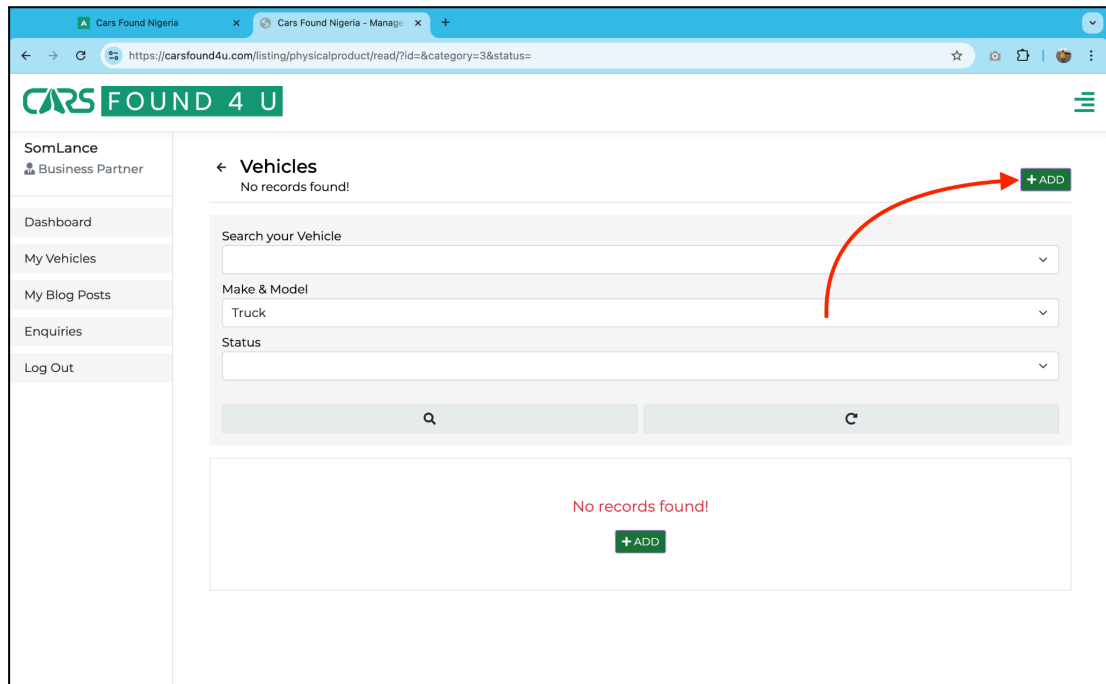 Cars Found Nigeria
Cars Found Nigeria - Manage
https://carsfound4u.com/listing/physicalproduct/read/?id=&category=3&status=
CARS FOUND 4 U
SomLance
Business Partner
Dashboard
My Vehicles
My Blog Posts
Enquiries
Log Out
Vehicles
No records found!
+ ADD
Search your Vehicle
Make & Model
Truck
Status
No records found!
+ ADD